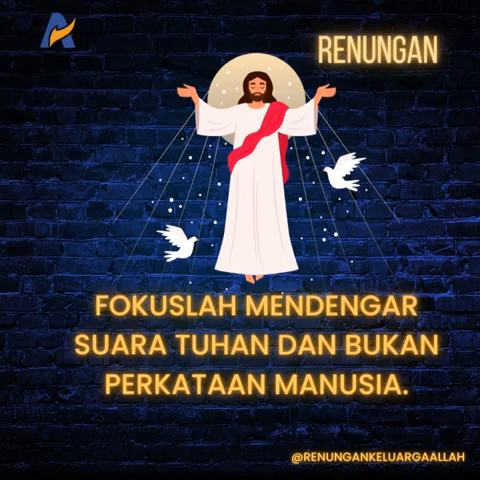 RENUNGAN
FOKUSLAH MENDENGAR
SUARA TUHAN DAN BUKAN
PERKATAAN MANUSIA.
@RENUNGANKELUARGAALLAH